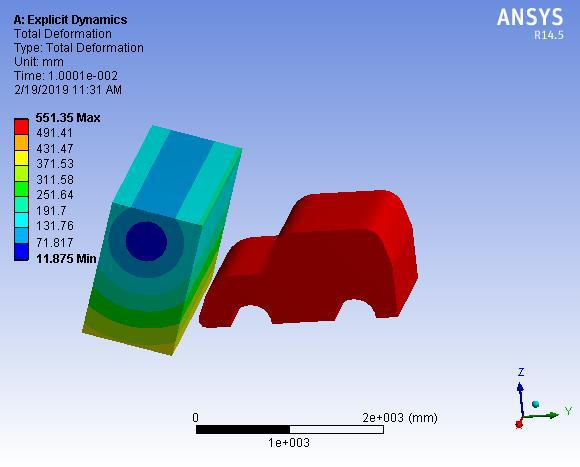 A: Explicit Dynamics
Total Deformation
Type: Total Deformation
Unit: mm
Time: 1.0001e-002
2/19/2019 11:31 AM
ANSYS
R14.5
551.35 Max
491.41
431.47
371.53
311.58
251.64
191.7
131.76
71.817
11.875 Min
0
2e+003 (mm)
1e+003
Z
Y